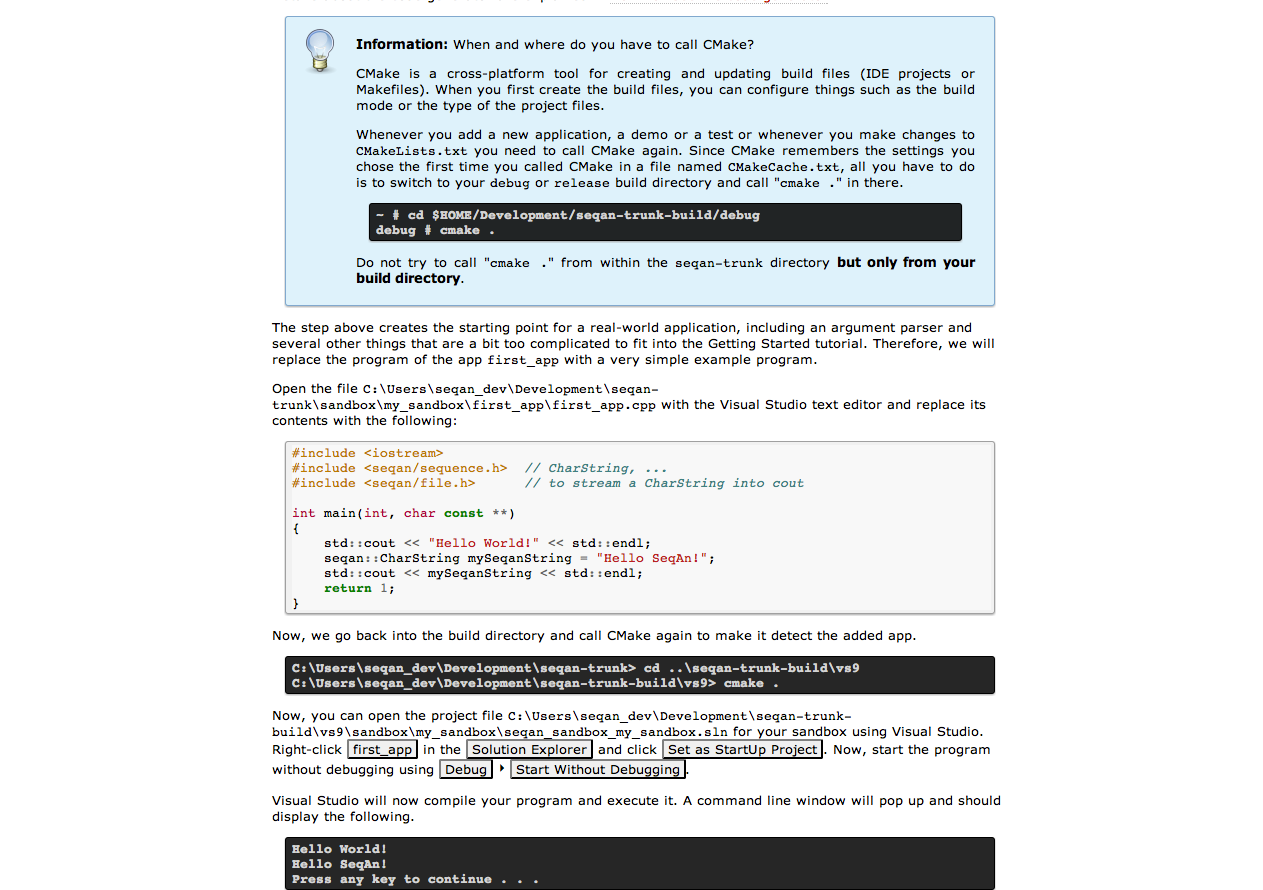 Information: When and where do you have to call CMake?
CMake is a cross-platform tool for creating and updating build files (IDE projects or
Makefiles). When you first create the build files, you can configure things such as the build
mode or the type of the project files.
Whenever you add a new application, a demo or a test or whenever you make changes to
CMakeLists.txt you need to call CMake again. Since CMake remembers the settings you
chose the first time you called CMake in a file named CMakeCache.txt, all you have to do
is to switch to your debug or release build directory and call "cmake ." in there.
~ # cd $HOME/Development/seqan-trunk-build/debug
debug # cmake .
Do not try to call "cmake ." from within the seqan-trunk directory but only from your
build directory.
The step above creates the starting point for a real-world application, including an argument parser and
several other things that are a bit too complicated to fit into the Getting Started tutorial. Therefore, we will
replace the program of the app first_app with a very simple example program.
Open the file C:\Users\seqan_dev\Development\seqan-
trunk\sandbox\my_sandbox\first_app\first_app.cpp with the Visual Studio text editor and replace its
contents with the following:
#include <iostream>
#include <seqan/sequence.h>  // CharString, ...
#include <seqan/file.h>      // to stream a CharString into cout
int main(int, char const **)
{
    std::cout << "Hello World!" << std::endl;
    seqan::CharString mySeqanString = "Hello SeqAn!";
    std::cout << mySeqanString << std::endl;
    return 1;
}
Now, we go back into the build directory and call CMake again to make it detect the added app.
C:\Users\seqan_dev\Development\seqan-trunk> cd ..\seqan-trunk-build\vs9
C:\Users\seqan_dev\Development\seqan-trunk-build\vs9> cmake .
Now, you can open the project file C:\Users\seqan_dev\Development\seqan-trunk-
build\vs9\sandbox\my_sandbox\seqan_sandbox_my_sandbox.sln for your sandbox using Visual Studio.
Right-click first_app in the Solution Explorer and click Set as StartUp Project. Now, start the program
without debugging using Debug ‣ Start Without Debugging.
Visual Studio will now compile your program and execute it. A command line window will pop up and should
display the following.
Hello World!
Hello SeqAn!
Press any key to continue . . .